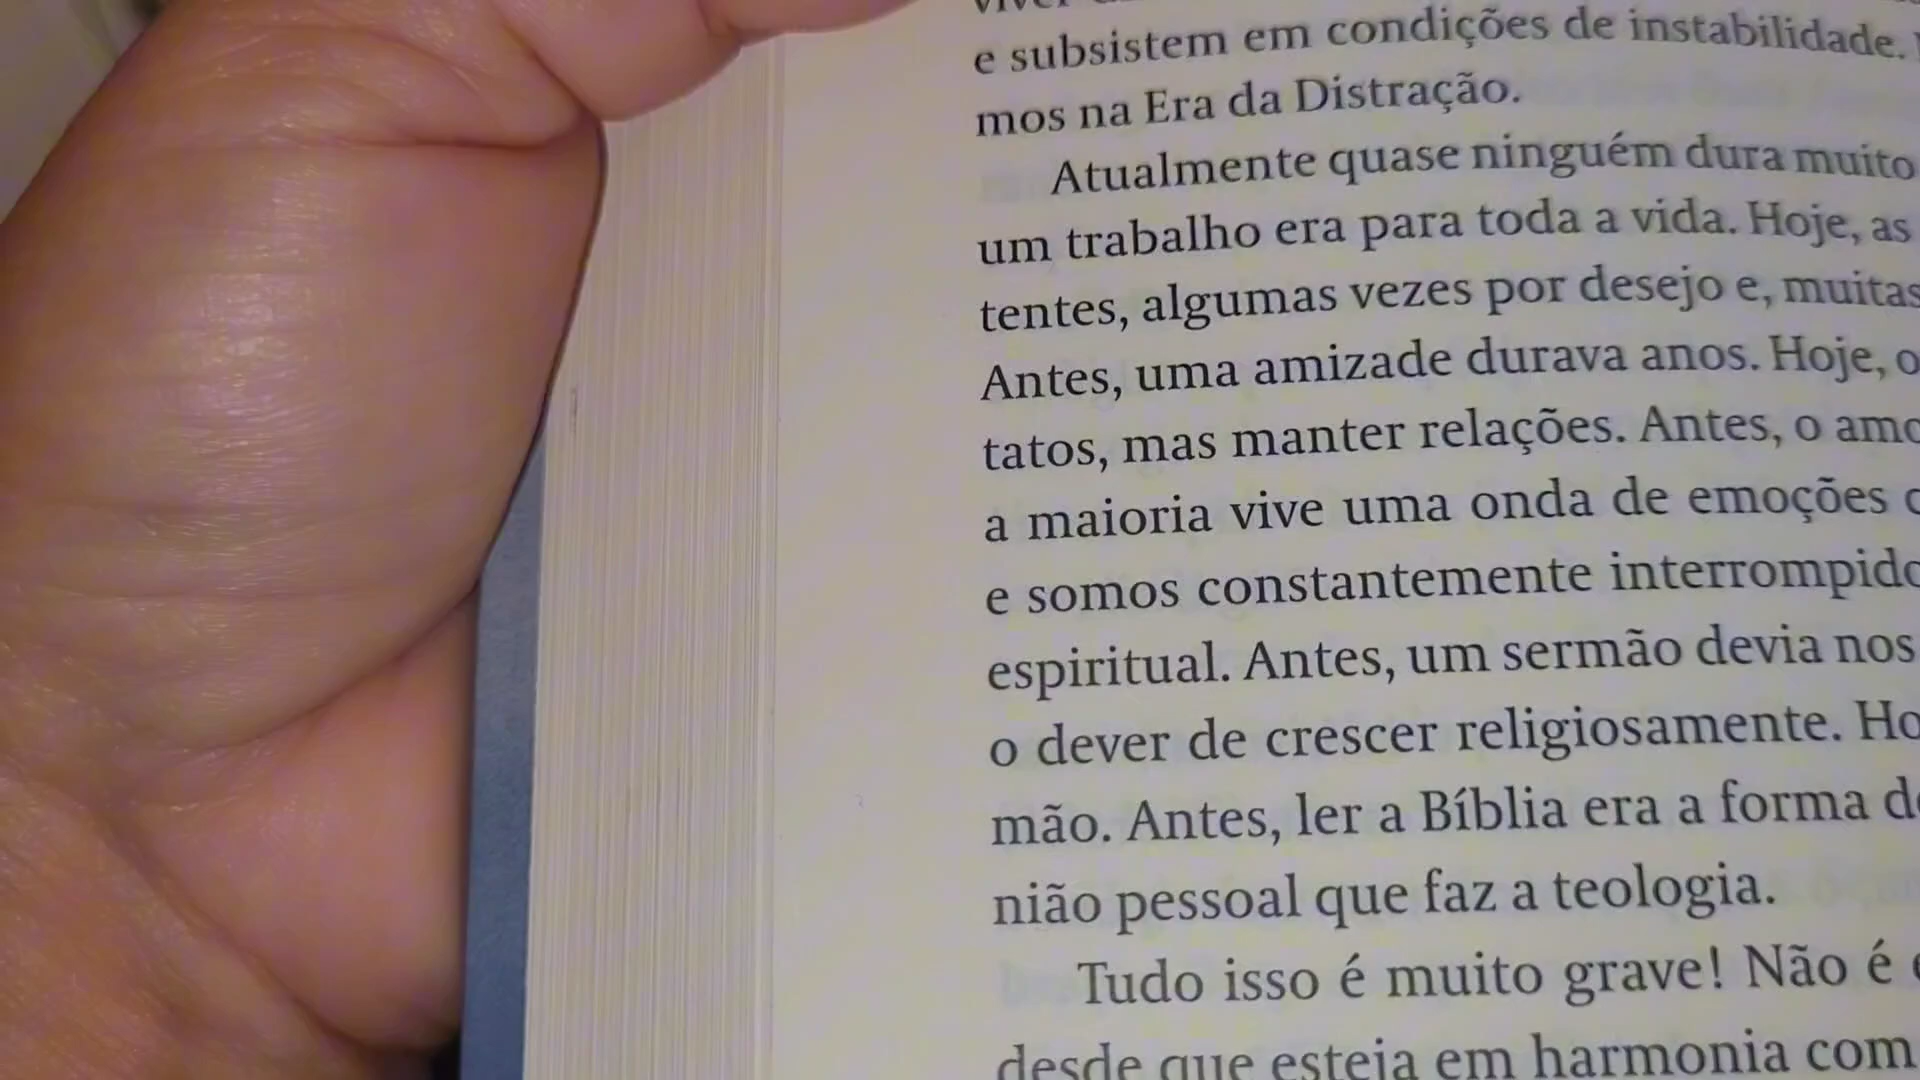 e subsistem em condições de instabilidade.
mos na Era da Distração.
Atualmente quase ninguém dura muito
um trabalho era para toda a vida. Hoje, as
tentes, algumas vezes por desejo e, muitas
Antes, uma amizade durava anos. Hoje, o
tatos, mas manter relações. Antes, o amo
a maioria vive uma onda de emoções
e somos constantemente interrompido
espiritual. Antes, um sermão devia nos
o dever de crescer religiosamente. Ho
mão. Antes, ler a Bíblia era a forma d
nião pessoal que faz a teologia.
Tudo isso é muito grave! Não é
desde que esteja em harmonia com